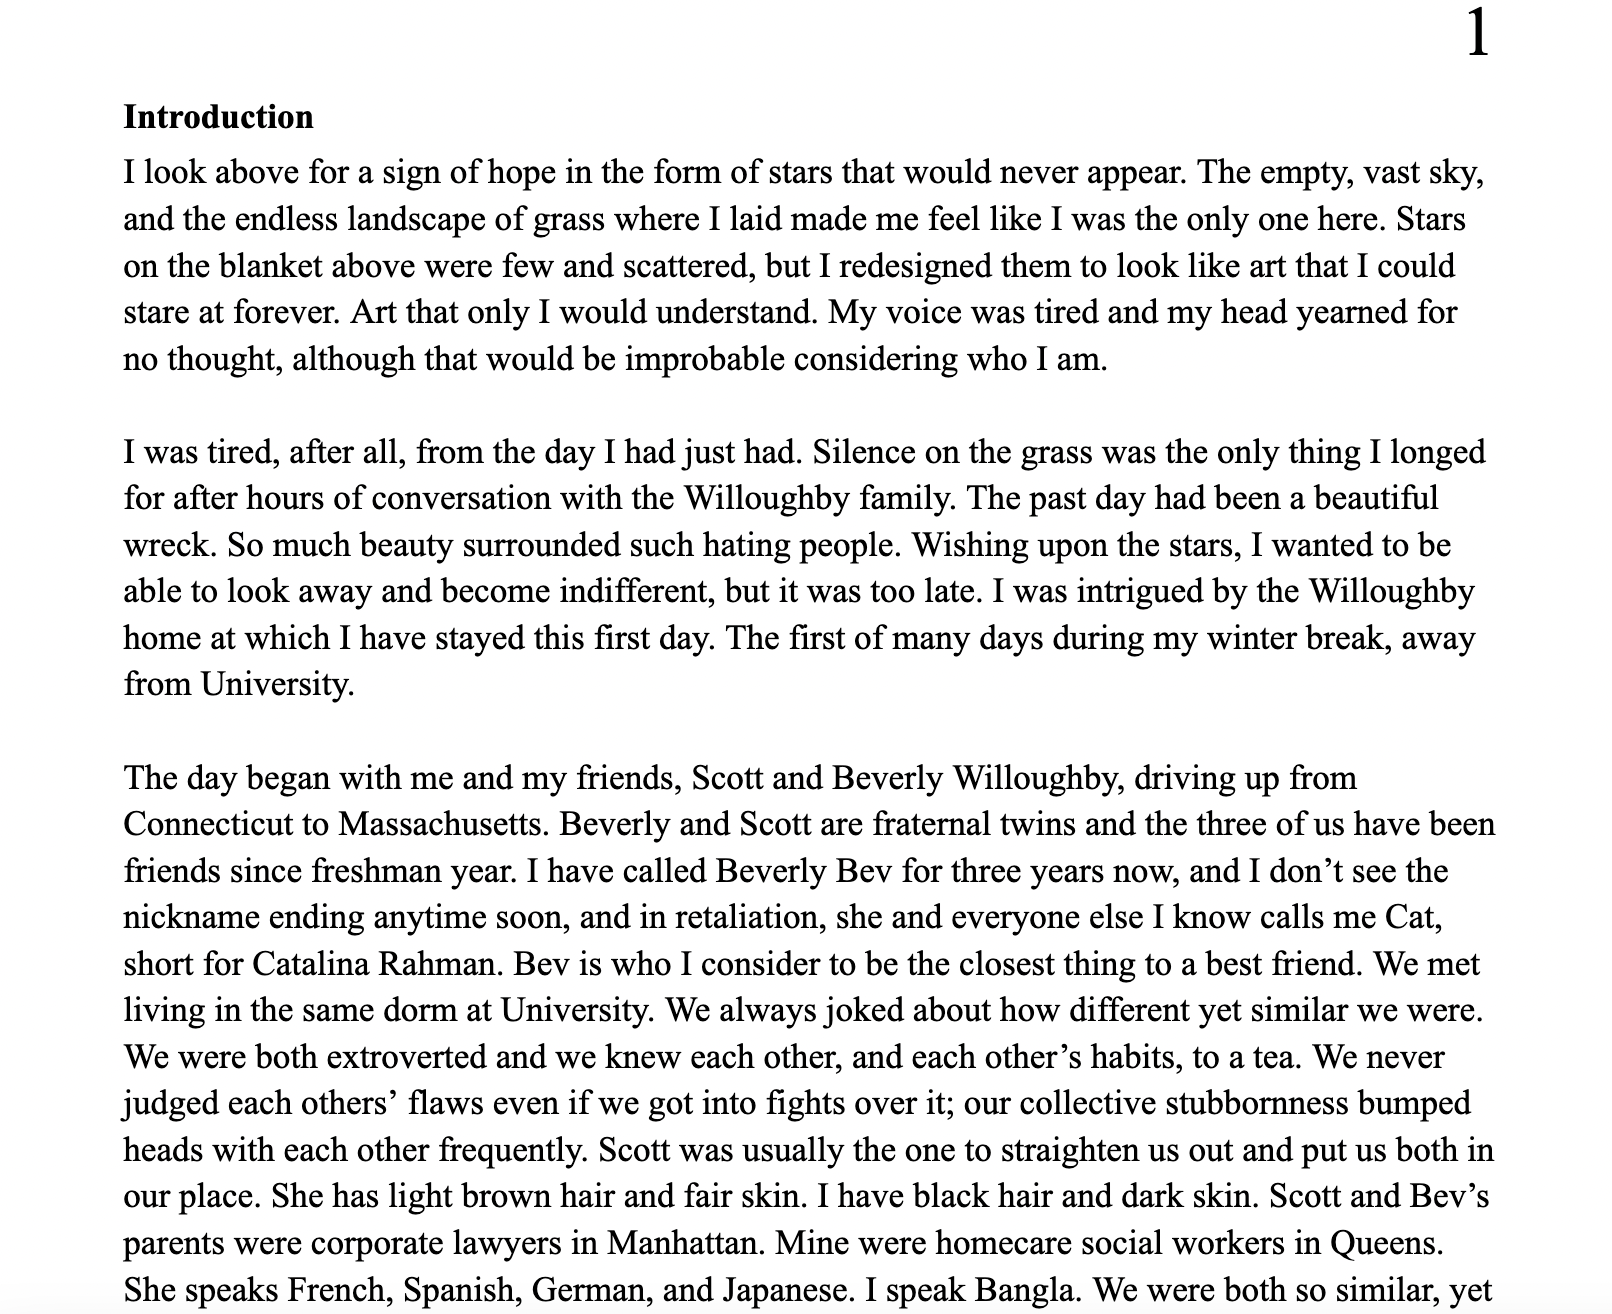 1
Introduction
I look above for a sign of hope in the form of stars that would never appear. The empty, vast sky,
and the endless landscape of grass where I laid made me feel like I was the only one here. Stars
on the blanket above were few and scattered, but I redesigned them to look like art that I could
stare at forever. Art that only I would understand. My voice was tired and my head yearned for
no thought, although that would be improbable considering who I am.
I was tired, after all, from the day I had just had. Silence on the grass was the only thing I longed
for after hours of conversation with the Willoughby family. The past day had been a beautiful
wreck. So much beauty surrounded such hating people. Wishing upon the stars, I wanted to be
able to look away and become indifferent, but it was too late. I was intrigued by the Willoughby
home at which I have stayed this first day. The first of many days during my winter break, away
from University.
The day began with me and my friends, Scott and Beverly Willoughby, driving up from
Connecticut to Massachusetts. Beverly and Scott are fraternal twins and the three of us have been
friends since freshman year. I have called Beverly Bev for three years now, and I don’t see the
nickname ending anytime soon, and in retaliation, she and everyone else I know calls me Cat,
short for Catalina Rahman. Bev is who I consider to be the closest thing to a best friend. We met
living in the same dorm at University. We always joked about how different yet similar we were.
We were both extroverted and we knew each other, and each other’s habits, to a tea. We never
judged each others’ flaws even if we got into fights over it; our collective stubbornness bumped
heads with each other frequently. Scott was usually the one to straighten us out and put us both in
our place. She has light brown hair and fair skin. I have black hair and dark skin. Scott and Bev’s
parents were corporate lawyers in Manhattan. Mine were homecare social workers in Queens.
She speaks French, Spanish, German, and Japanese. I speak Bangla. We were both so similar, yet